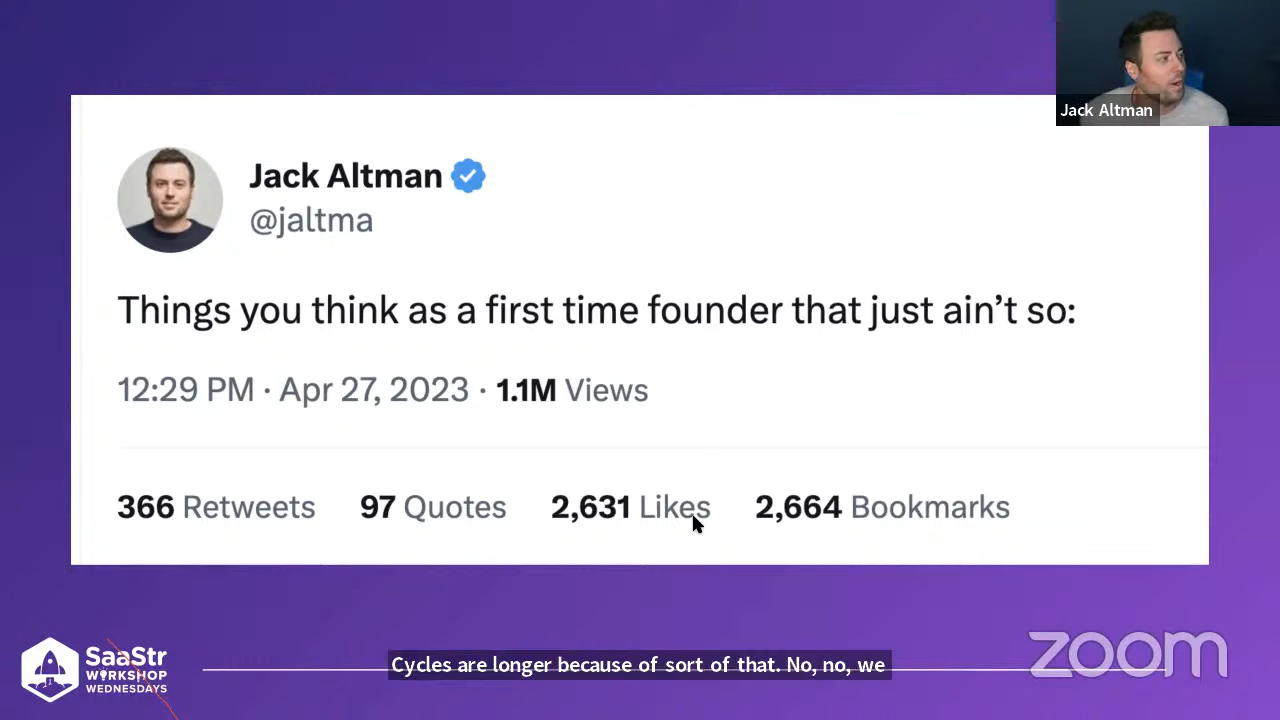 Jack Altman
Jack Altman
@jaltma
Things you think as a first time founder that just ain’t so:
12:29 PM · Apr 27, 2023 · 1.1M Views
366 Retweets 97 Quotes 2,631 Likes 2,664 Bookmarks
SaaStr
WORKSHOP
WEDNESDAYS
Cycles are longer because of sort of that. No, no, we
zoom